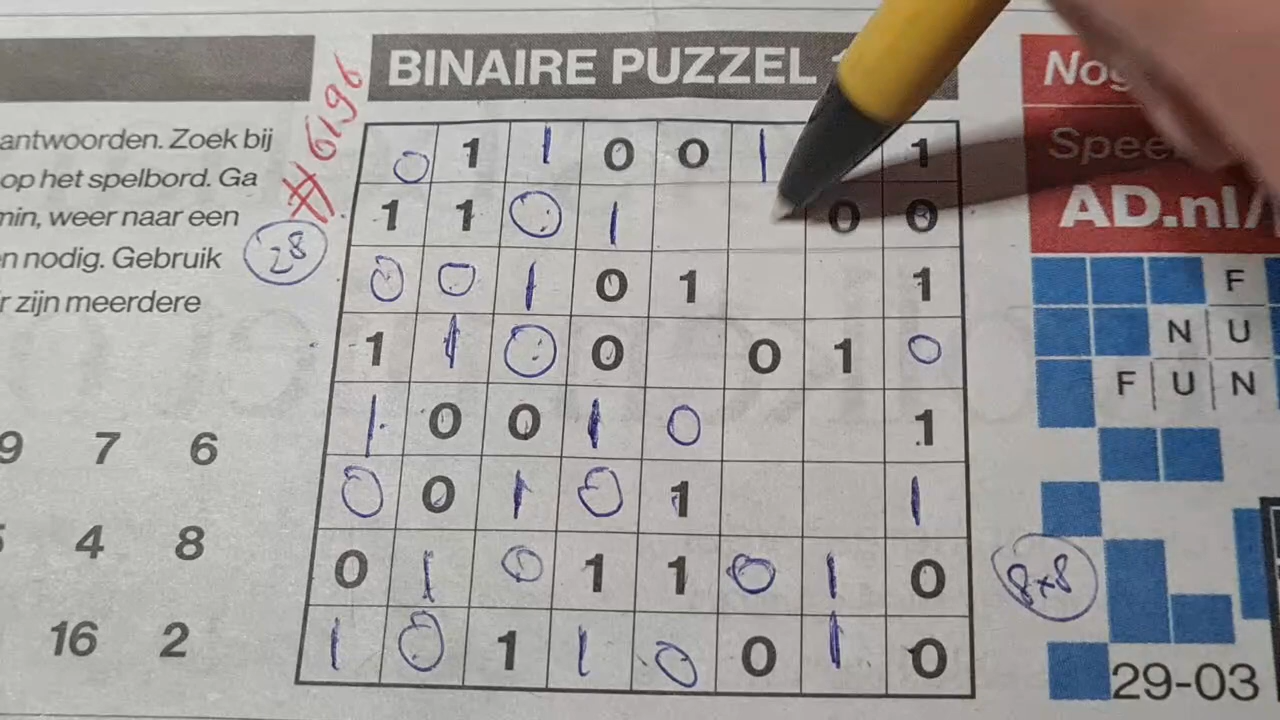 BINAIRE PUZZEL
Nog
#6196
antwoorden. Zoek bij
op het spelbord. Ga
min, weer naar een
en nodig. Gebruik
r zijn meerdere
28
9 7 6
4 8
16 2
0 1 1 0 0 1 1
1 1 0 1 0 0
0 0 1 0 1 1
1 1 0 0 0 1 0
1 0 0 1 0 1
0 0 1 0 1 1
0 1 0 1 1 0 1 0
1 0 1 1 0 0 1 0
Spee
AD.nl/
F
N U
F U N
8x8
29-03